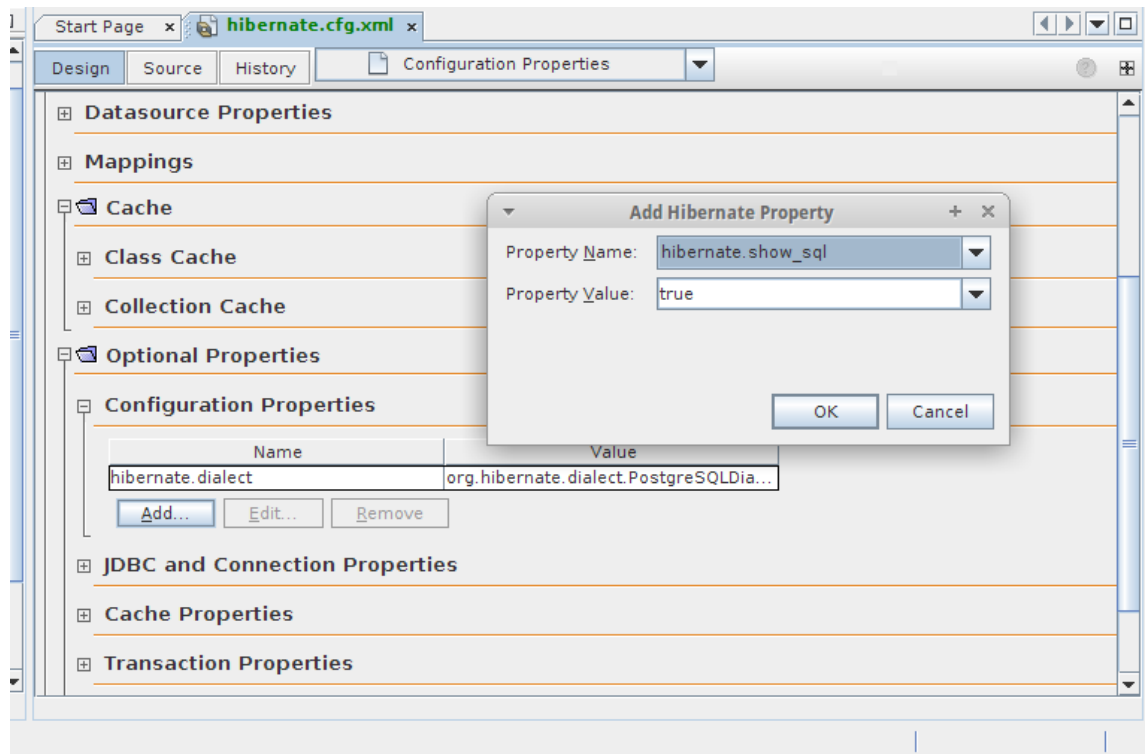 Start Page x hibernate.cfg.xml x
Design Source History Configuration Properties
Datasource Properties
Mappings
Cache
Class Cache
Collection Cache
Optional Properties
Configuration Properties
Name Value
hibernate.dialect org.hibernate.dialect.PostgreSQLDia...
Add... Edit... Remove
JDBC and Connection Properties
Cache Properties
Transaction Properties
Add Hibernate Property
Property Name: hibernate.show_sql
Property Value: true
OK Cancel